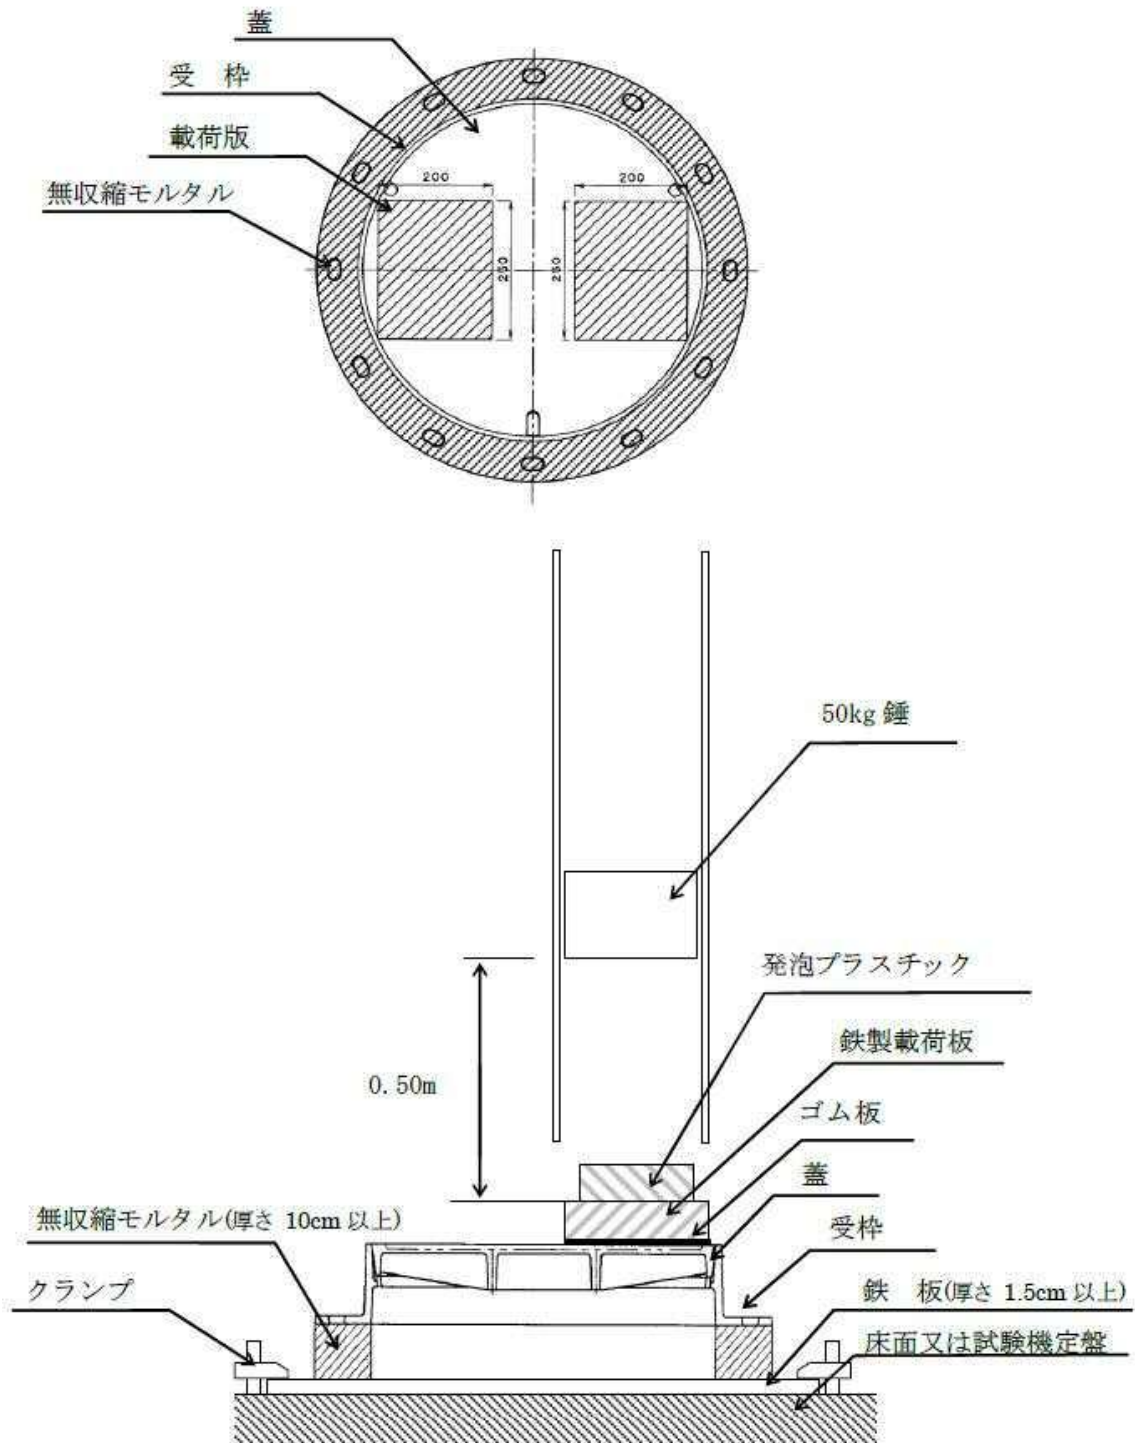 蓋
受　枠
載荷版
無収縮モルタル
200
200
250
250
50kg 錘
発泡プラスチック
鉄製載荷板
0.50m
ゴム板
蓋
無収縮モルタル(厚さ 10cm 以上)
受枠
クランプ
鉄　板(厚さ 1.5cm 以上)
床面又は試験機定盤